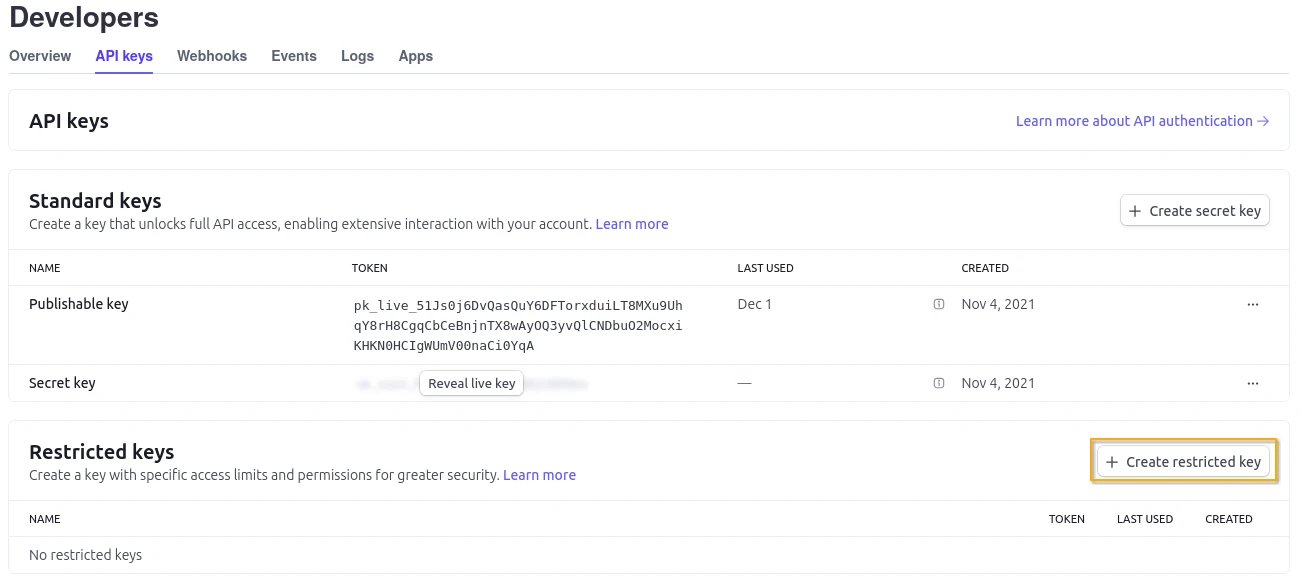 Developers
Overview API keys Webhooks Events Logs Apps
API keys
Learn more about API authentication →
Standard keys
Create a key that unlocks full API access, enabling extensive interaction with your account. Learn more
+ Create secret key
NAME TOKEN LAST USED CREATED
Publishable key pk_live_51Js0j6DvQasQuY6DFTorxduiLT8MXu9Uh Dec 1 Nov 4, 2021 ···
qY8rH8CgqCbCeBnjnTX8wAyOQ3yvQlCNDbuO2Mocxi
KHKN0HCIgWUmV00naCi0YqA
Secret key Reveal live key — Nov 4, 2021 ···
Restricted keys
Create a key with specific access limits and permissions for greater security. Learn more
+ Create restricted key
NAME TOKEN LAST USED CREATED
No restricted keys